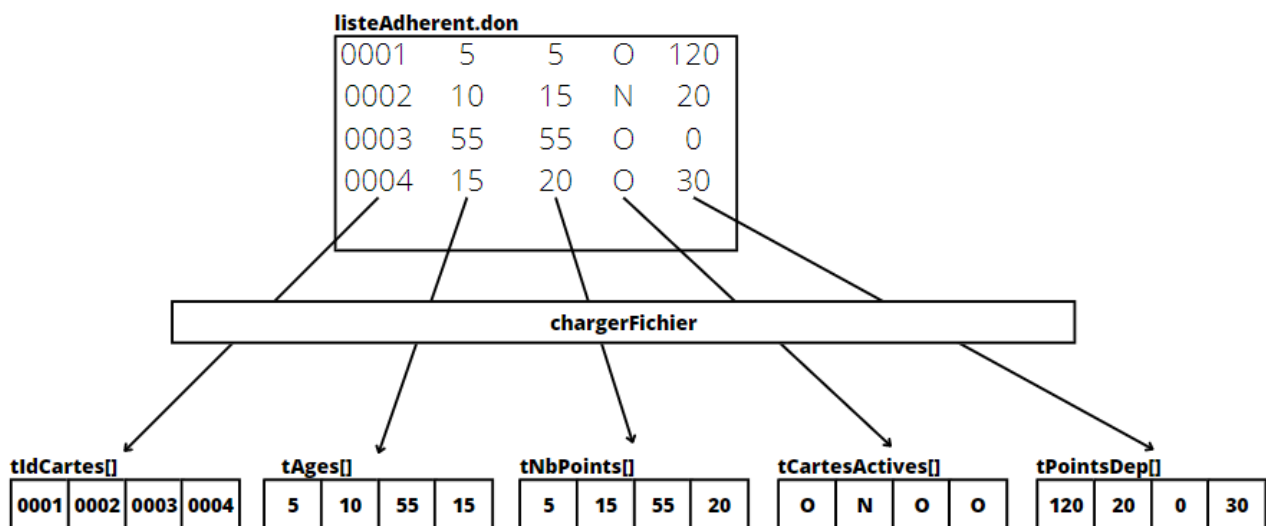 listeAdherent.don
0001 5 5 O 120
0002 10 15 N 20
0003 55 55 O 0
0004 15 20 O 30
chargerFichier
tIdCartes[] tAges[] tNbPoints[] tCartesActives[] tPointsDep[]
0001 0002 0003 0004 5 10 55 15 5 15 55 20 O N O O 120 20 0 30